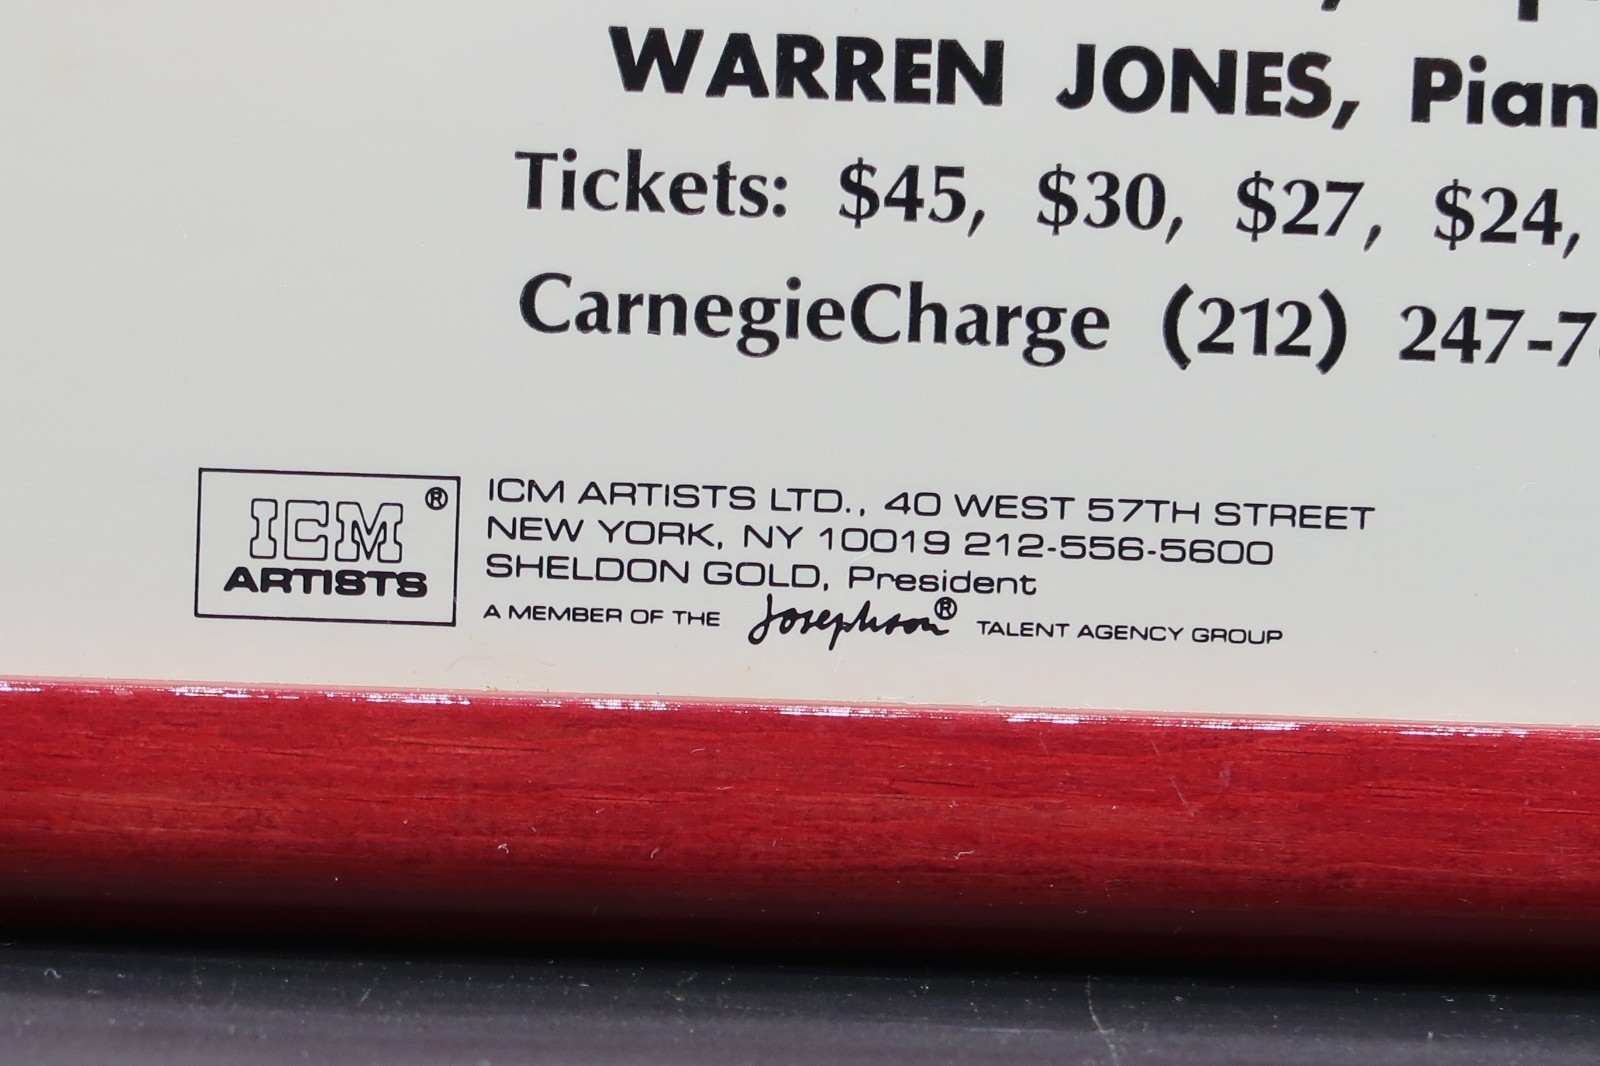 WARREN JONES, Pian
Tickets: $45, $30, $27, $24,
CarnegieCharge (212) 247-7
ICM ®
ARTISTS
ICM ARTISTS LTD., 40 WEST 57TH STREET
NEW YORK, NY 10019 212-556-5600
SHELDON GOLD, President
A MEMBER OF THE Josephson® TALENT AGENCY GROUP